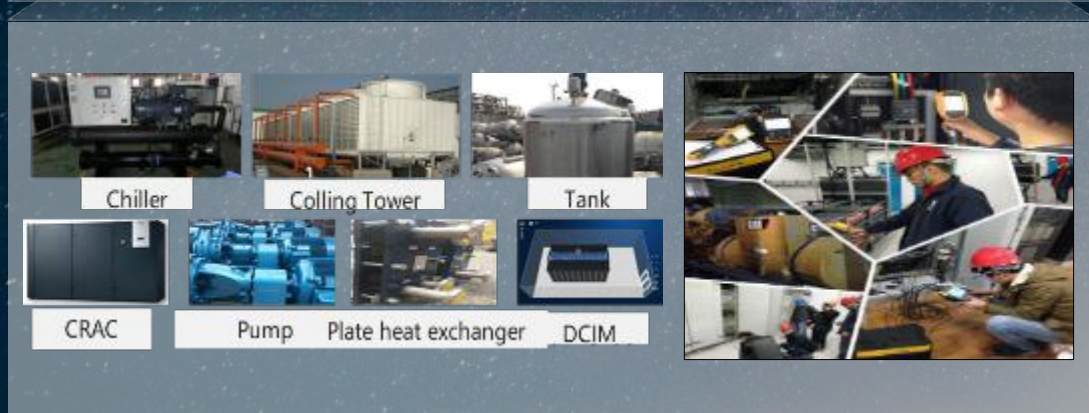 Chiller
Colling Tower
Tank
CRAC
Pump
Plate heat exchanger
DCIM